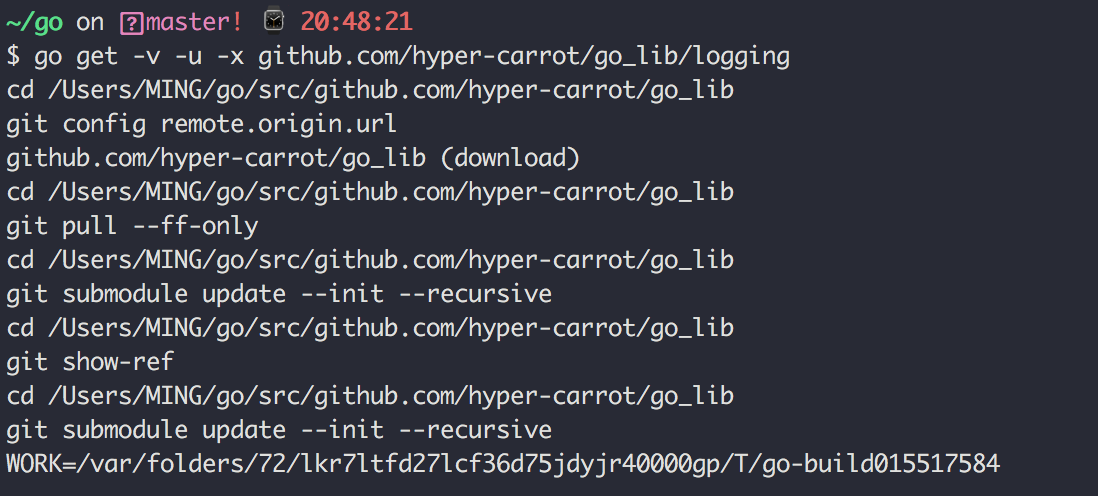 ~/go on master! 20:48:21
$ go get -v -u -x github.com/hyper-carrot/go_lib/logging
cd /Users/MING/go/src/github.com/hyper-carrot/go_lib
git config remote.origin.url
github.com/hyper-carrot/go_lib (download)
cd /Users/MING/go/src/github.com/hyper-carrot/go_lib
git pull --ff-only
cd /Users/MING/go/src/github.com/hyper-carrot/go_lib
git submodule update --init --recursive
cd /Users/MING/go/src/github.com/hyper-carrot/go_lib
git show-ref
cd /Users/MING/go/src/github.com/hyper-carrot/go_lib
git submodule update --init --recursive
WORK=/var/folders/72/lkr7ltfd27lcf36d75jdyjr40000gp/T/go-build015517584